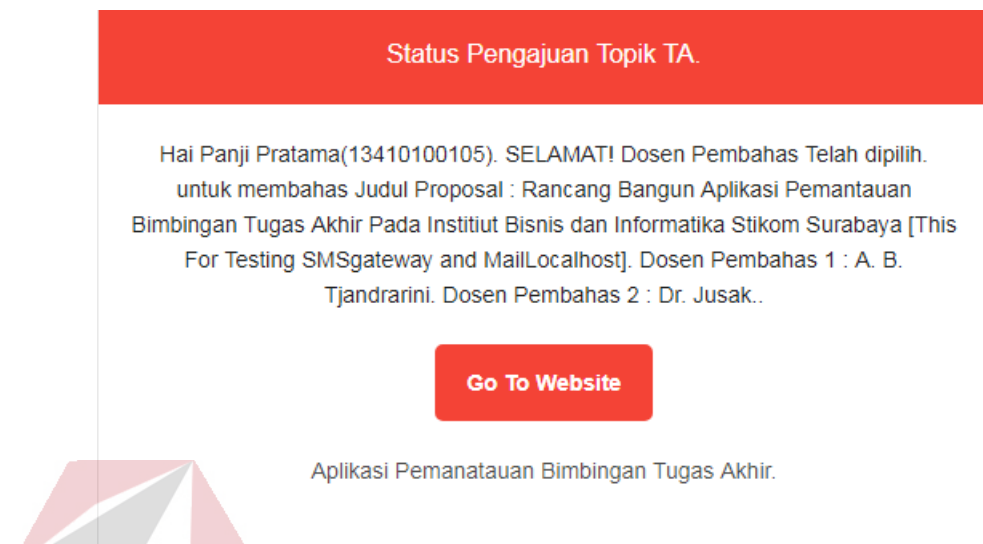 Status Pengajuan Topik TA.
Hai Panji Pratama(13410100105). SELAMAT! Dosen Pembahas Telah dipilih.
untuk membahas Judul Proposal : Rancang Bangun Aplikasi Pemantauan
Bimbingan Tugas Akhir Pada Institiut Bisnis dan Informatika Stikom Surabaya [This
For Testing SMSgateway and MailLocalhost]. Dosen Pembahas 1 : A. B.
Tjandrarini. Dosen Pembahas 2 : Dr. Jusak..
Go To Website
Aplikasi Pemanatauan Bimbingan Tugas Akhir.